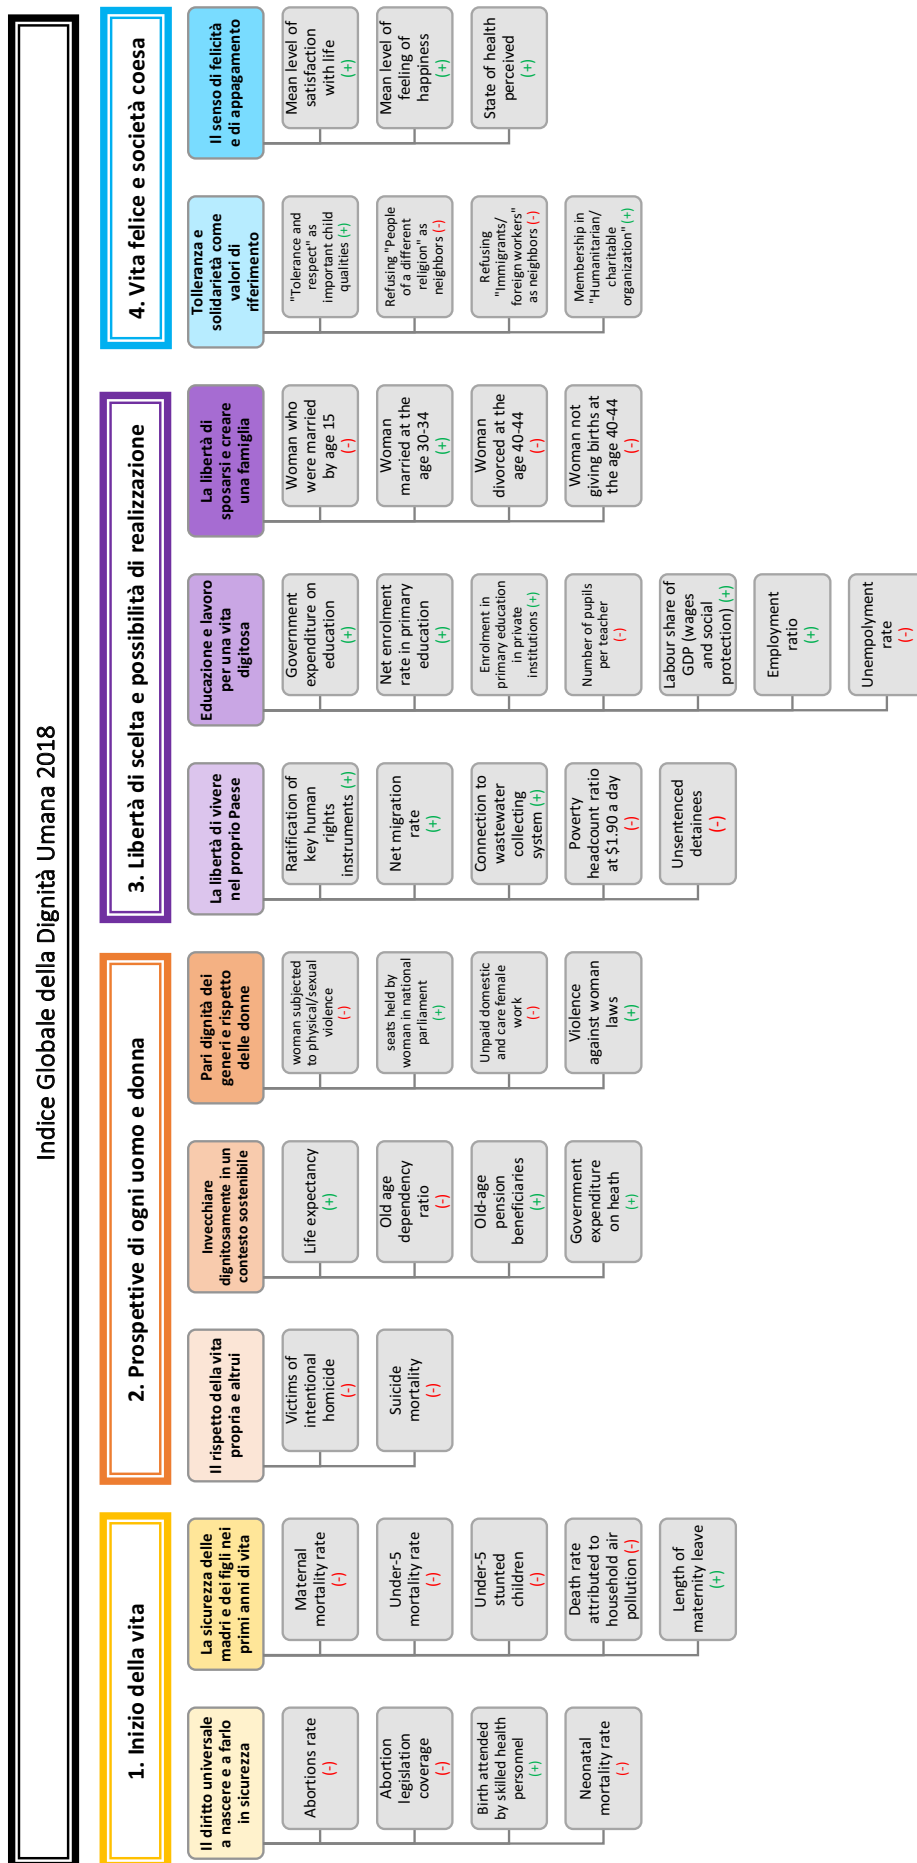 Indice Globale della Dignità Umana 2018
1. Inizio della vita
Il diritto universale
a nascere e a farlo
in sicurezza
Abortions rate
(-)
Abortion
legislation
coverage
(-)
Birth attended
by skilled health
personnel
(+)
Neonatal
mortality rate
(-)
La sicurezza delle
madri e dei figli nei
primi anni di vita
Maternal
mortality rate
(-)
Under-5
mortality rate
(-)
Under-5
stunted
children
(-)
Death rate
attributed to
household air
pollution (-)
Length of
maternity leave
(+)
2. Prospettive di ogni uomo e donna
Il rispetto della vita
propria e altrui
Victims of
intentional
homicide
(-)
Suicide
mortality
(-)
Invecchiare
dignitosamente in un
contesto sostenibile
Life expectancy
(+)
Old age
dependency
ratio
(-)
Old-age
pension
beneficiaries
(+)
Government
expenditure
on heath
(+)
Pari dignità dei
generi e rispetto
delle donne
woman subjected
to physical/sexual
violence
(-)
seats held by
woman in national
parliament
(+)
Unpaid domestic
and care female
work
(-)
Violence
against woman
laws
(+)
3. Libertà di scelta e possibilità di realizzazione
La libertà di vivere
nel proprio Paese
Ratification of
key human
rights
instruments (+)
Net migration
rate
(+)
Connection to
wastewater
collecting
system (+)
Poverty
headcount ratio
at $1.90 a day
(-)
Unsentenced
detainees
(-)
Educazione e lavoro
per una vita
digitosa
Government
expenditure on
education
(+)
Net enrolment
rate in primary
education
(+)
Enrolment in
primary education
in private
institutions (+)
Number of pupils
per teacher
(-)
Labour share of
GDP (wages
and social
protection) (+)
Employment
ratio
(+)
Unempolyment
rate
(-)
La libertà di
sposarsi e creare
una famiglia
Woman who
were married
by age 15
(-)
Woman
married at the
age 30-34
(+)
Woman
divorced at the
age 40-44
(-)
Woman not
giving births at
the age 40-44
(-)
4. Vita felice e società coesa
Tolleranza e
solidarietà come
valori di
riferimento
"Tolerance and
respect" as
important child
qualities (+)
Refusing "People
of a different
religion" as
neighbors (-)
Refusing
"Immigrants/
foreign workers"
as neighbors (-)
Membership in
"Humanitarian/
charitable
organization" (+)
Il senso di felicità
e di appagamento
Mean level of
satisfaction
with life
(+)
Mean level of
feeling of
happiness
(+)
State of health
perceived
(+)